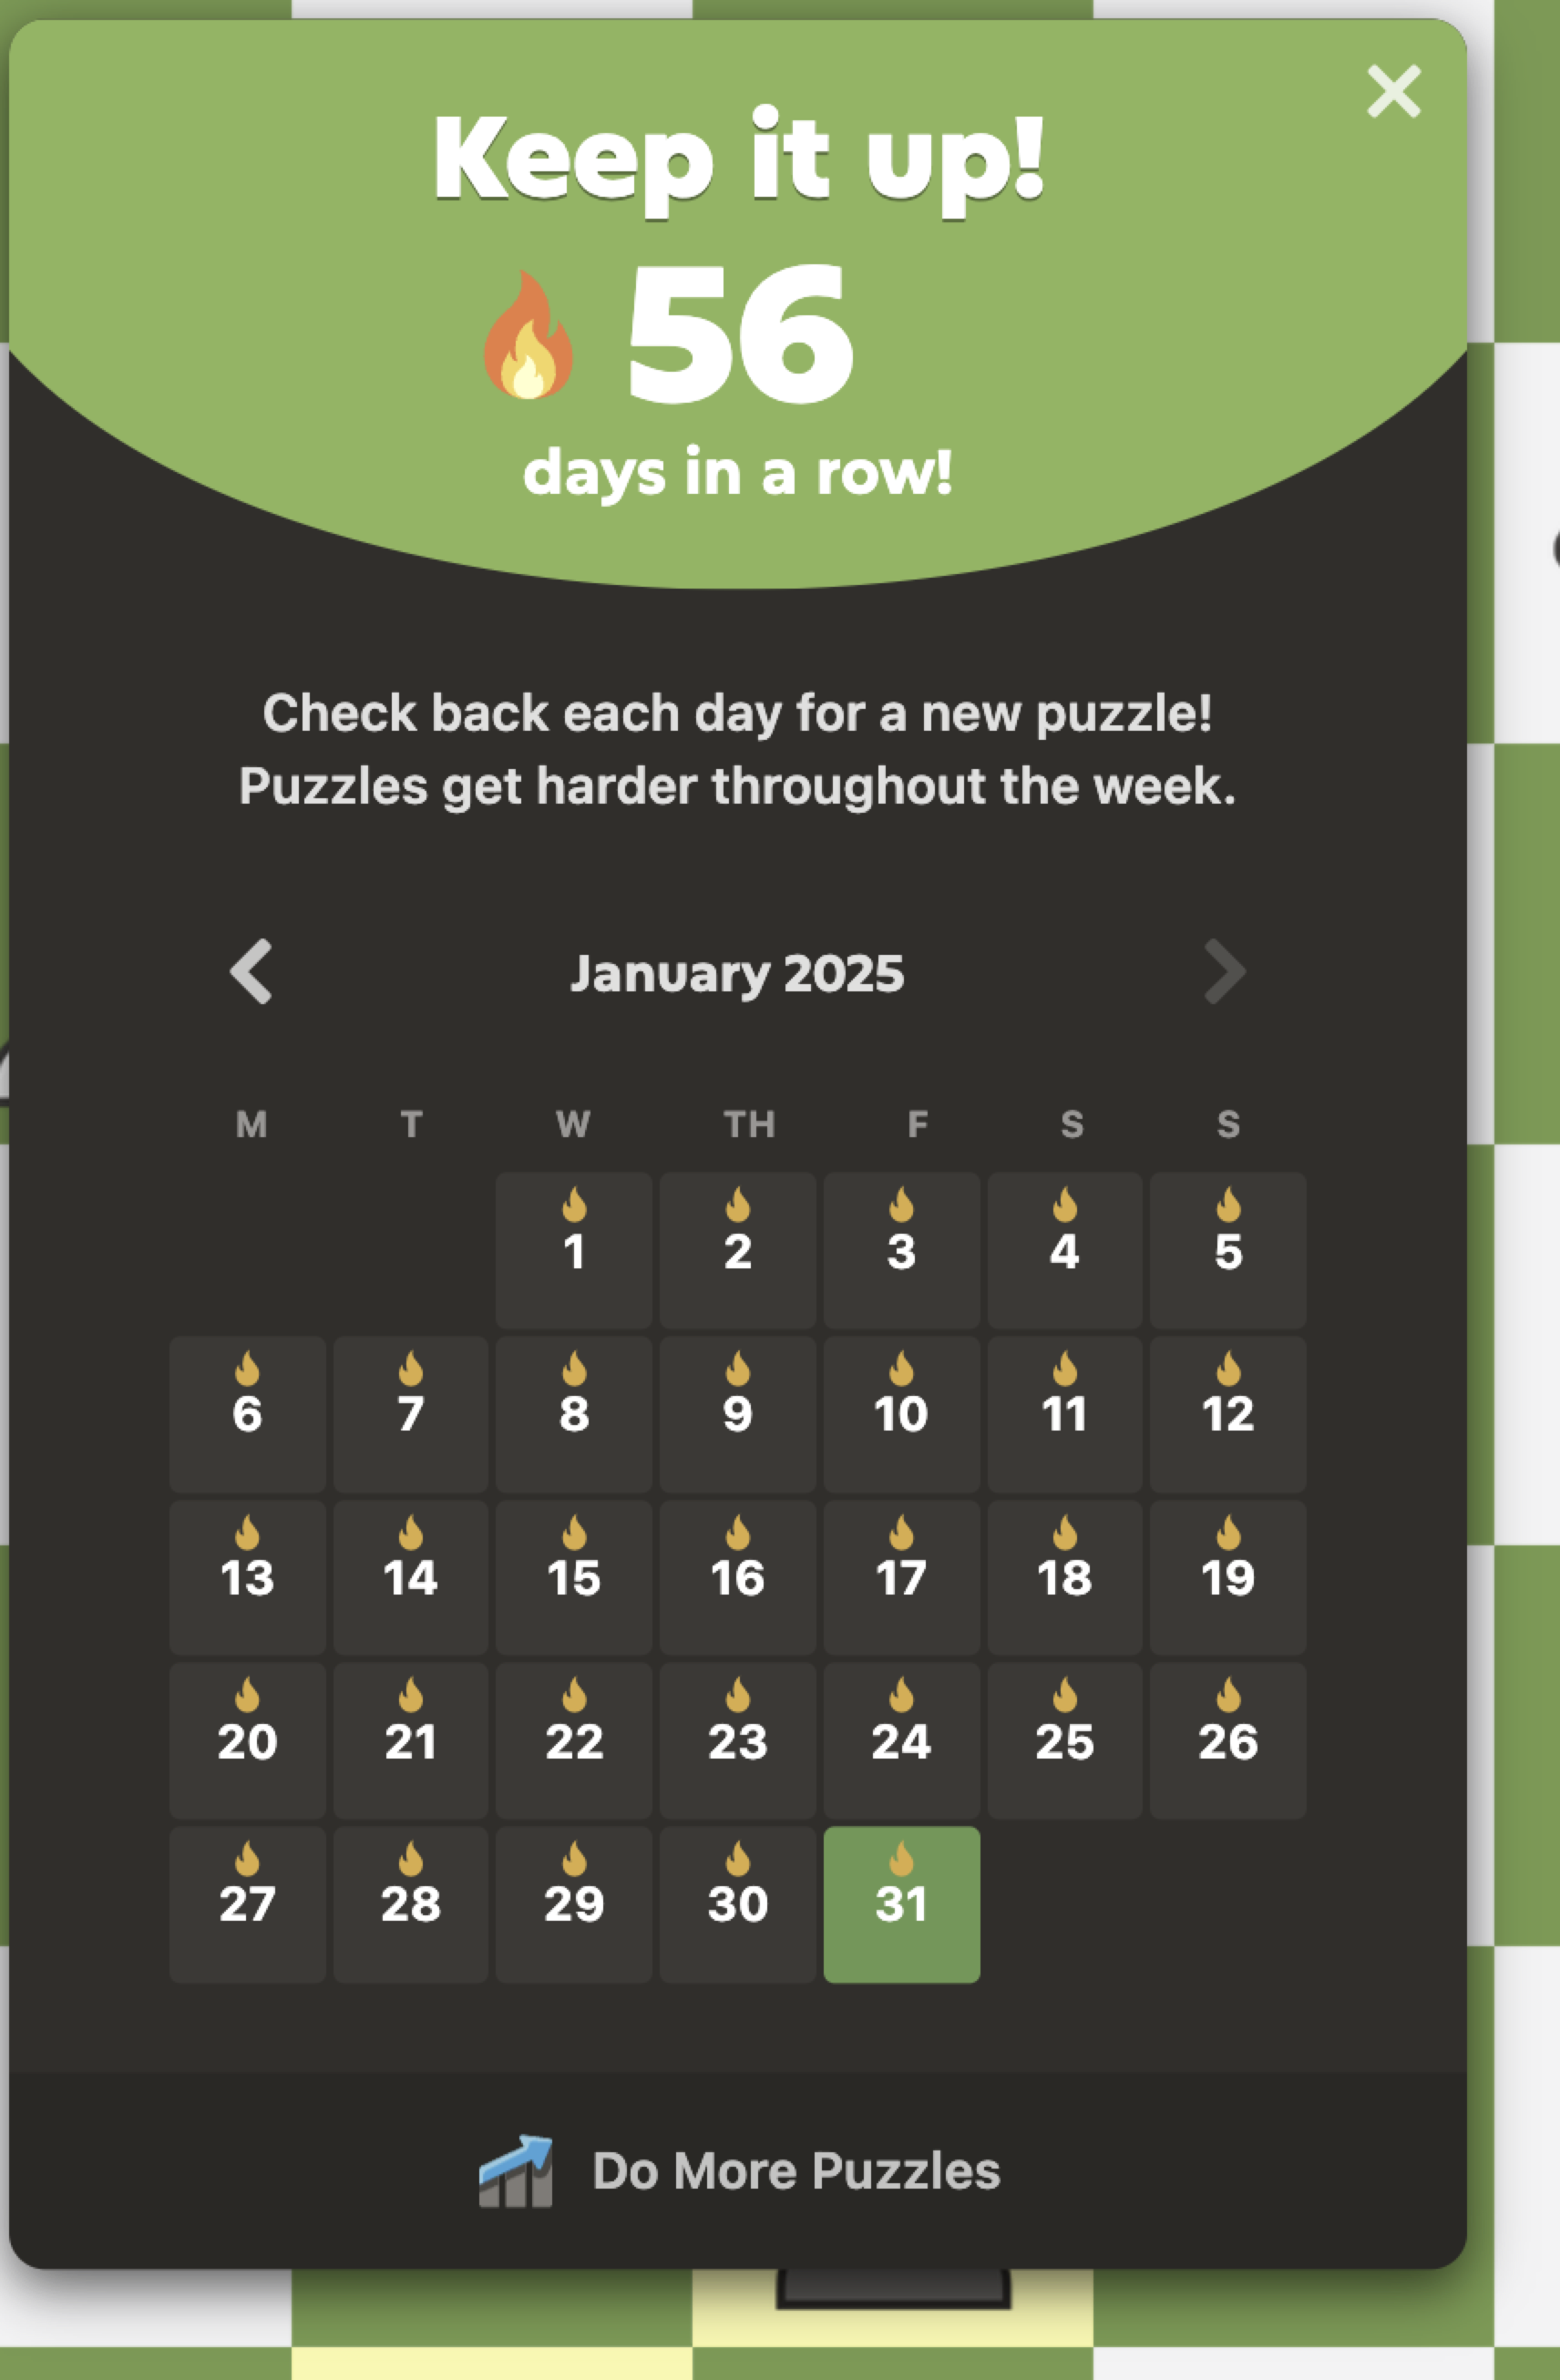 Keep it up!
56
days in a row!
Check back each day for a new puzzle!
Puzzles get harder throughout the week.
January 2025
M T W TH F S S
1 2 3 4 5
6 7 8 9 10 11 12
13 14 15 16 17 18 19
20 21 22 23 24 25 26
27 28 29 30 31
Do More Puzzles